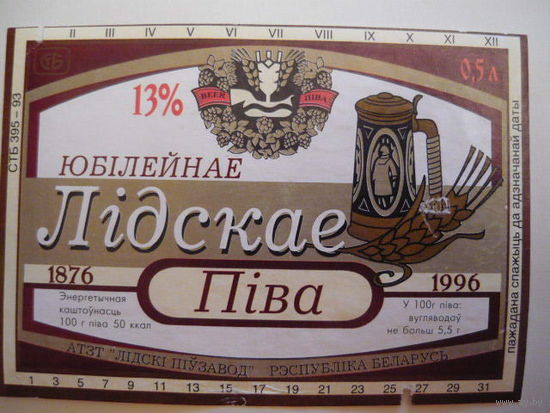 II III IV V VI VII VIII IX X XI XII
СТБ
0,5 л
13%
BEER ПІВА
СТБ 395 – 93
ЮБІЛЕЙНАЕ
Лідскае
Піва
1876
1996
Энергетычная
каштоўнасць
100 г піва 50 ккал
У 100г піва:
вугляводаў
не больш 5,5 г
АТЗТ "ЛІДСКІ ПІЎЗАВОД" РЭСПУБЛІКА БЕЛАРУСЬ
пажадана спажыць да адзначанай даты
1 3 5 7 9 11 13 15 17 19 21 23 25 27 29 31